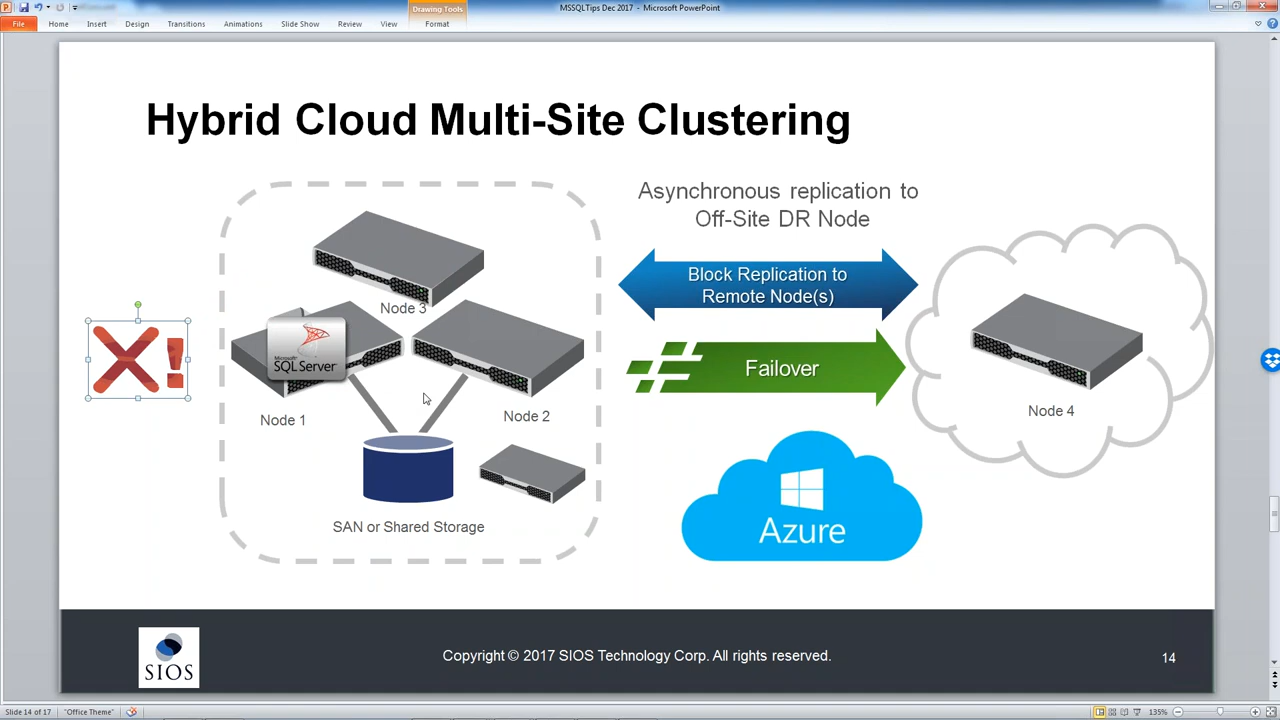 MSSQLTips Dec 2017 - Microsoft PowerPoint
Drawing Tools
File Home Insert Design Transitions Animations Slide Show Review View Format
Hybrid Cloud Multi-Site Clustering
Asynchronous replication to
Off-Site DR Node
Block Replication to
Remote Node(s)
Failover
Node 3
Microsoft
SQL Server
Node 1
Node 2
Node 4
SAN or Shared Storage
Azure
SIOS
Copyright © 2017 SIOS Technology Corp. All rights reserved.
14
Slide 14 of 17 "Office Theme" 135%